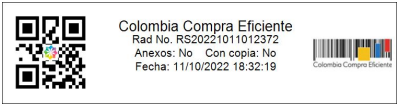 Colombia Compra Eficiente
Rad No. RS20221011012372
Anexos: No Con copia: No
Fecha: 11/10/2022 18:32:19
Colombia Compra Eficiente